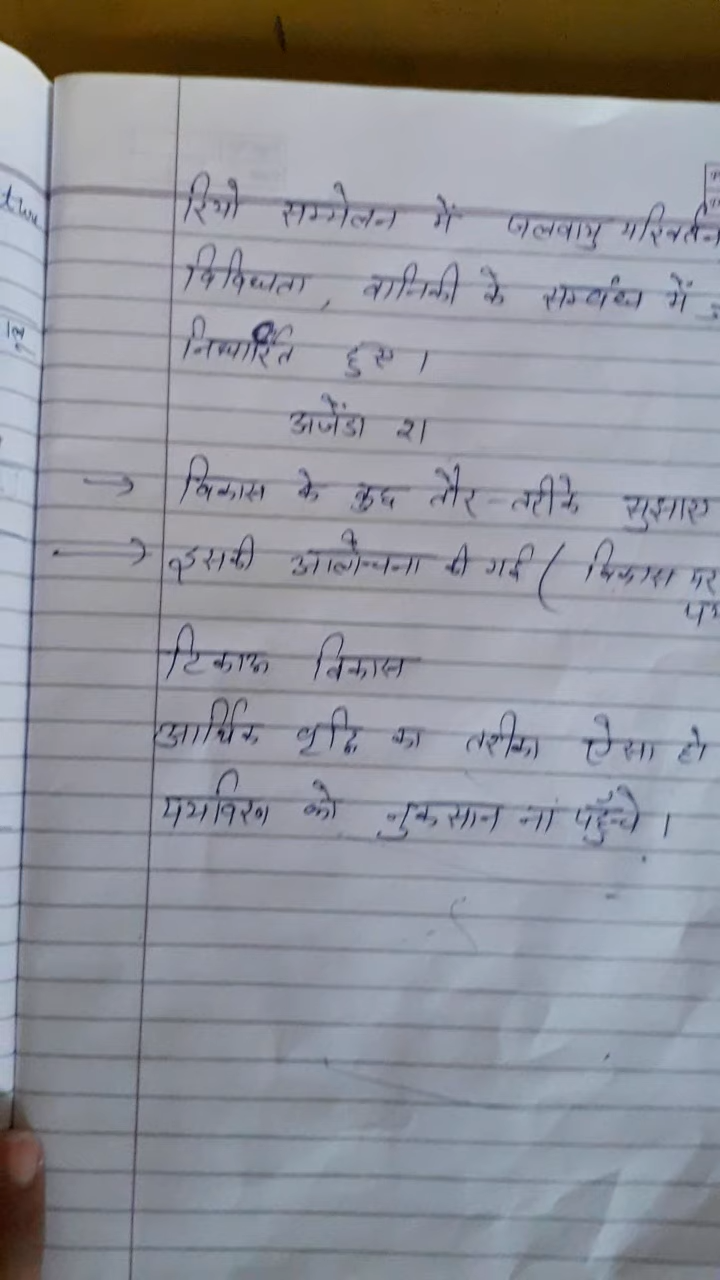 रियो सम्मेलन में जलवायु परिवर्तन
विविधता, वानिकी के सम्बंध में
निर्धारित हुए।
अजेंडा २१
→ विकास के कुछ तौर-तरीके सुझाए
→ इसकी आलोचना की गई ( विकास पर
टिकाऊ विकास
आर्थिक वृद्धि का तरीका ऐसा हो
पर्यावरण को नुकसान ना पहुँचे।